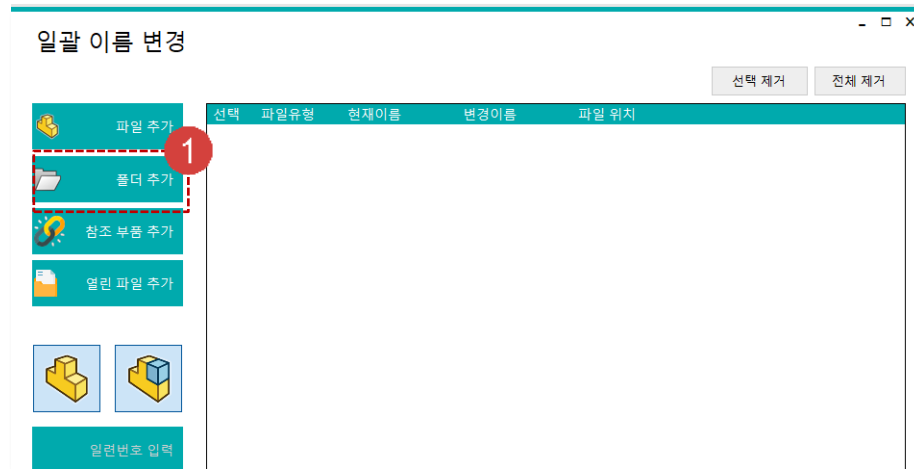 일괄 이름 변경
선택 제거 전체 제거
선택 파일유형 현재이름 변경이름 파일 위치
파일 추가
1
폴더 추가
참조 부품 추가
열린 파일 추가
일련번호 입력